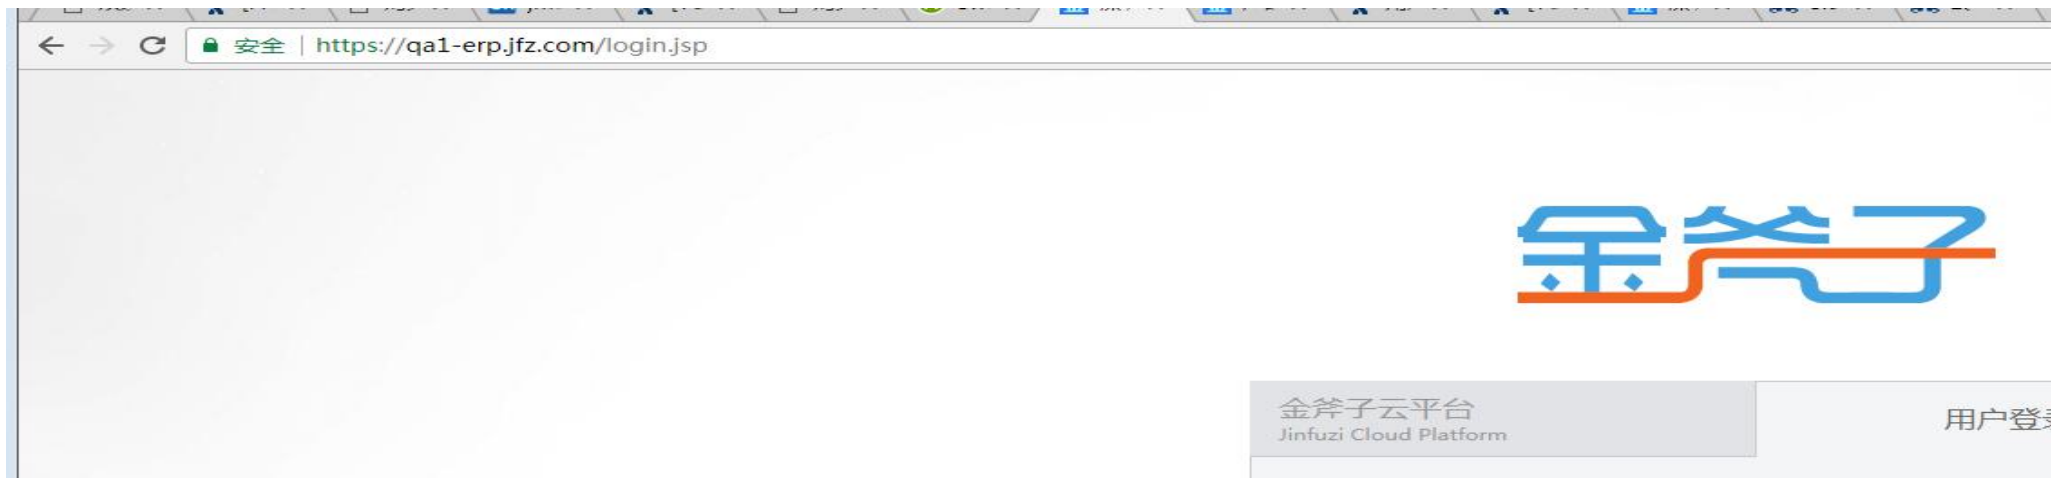 安全 | https://qa1-erp.jfz.com/login.jsp
金斧子
金斧子云平台
用户登
Jinfuzi Cloud Platform